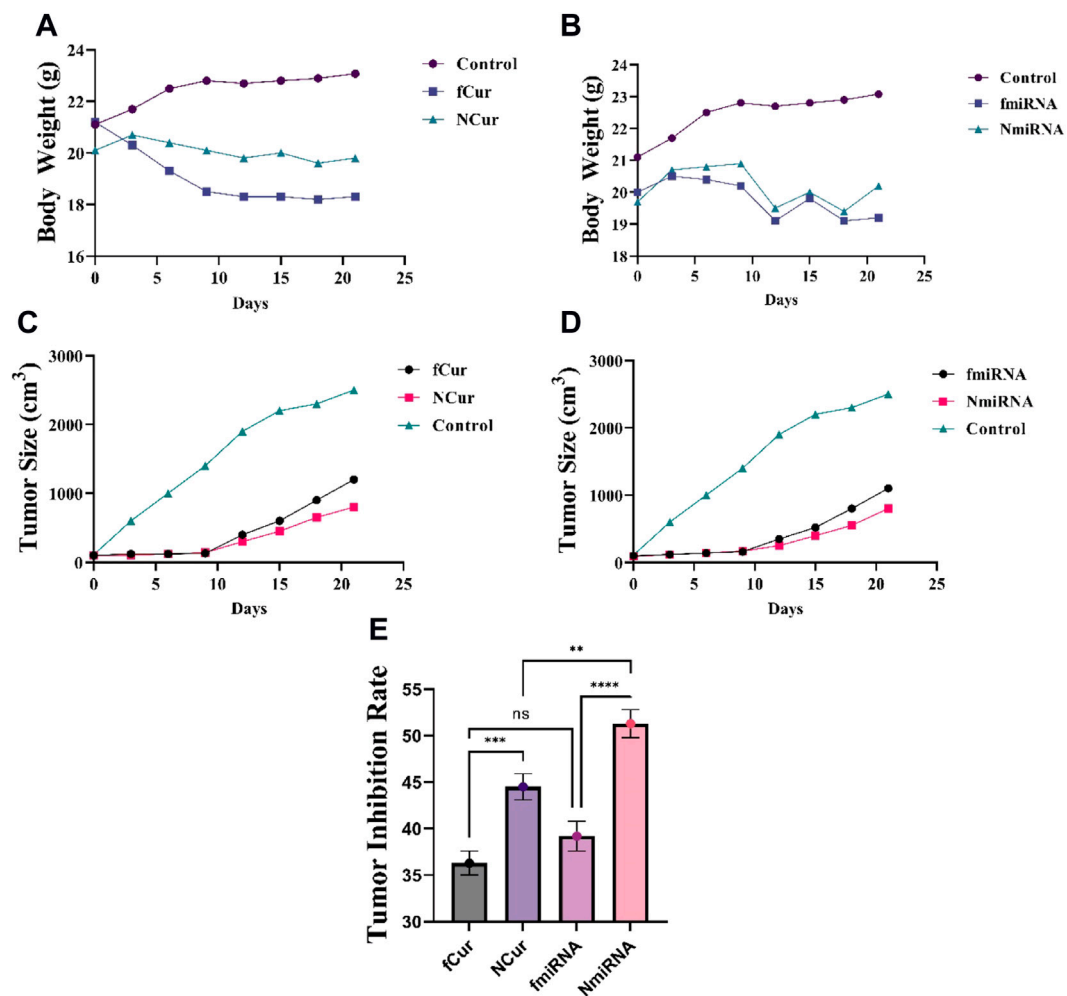 A
Body Weight (g)
24
22
20
18
16
0 5 10 15 20 25
Days
Control
fCur
NCur
B
Body Weight (g)
24
23
22
21
20
19
18
0 5 10 15 20 25
Days
Control
fmiRNA
NmiRNA
C
Tumor Size (cm³)
3000
2000
1000
0
0 5 10 15 20 25
Days
fCur
NCur
Control
D
Tumor Size (cm³)
3000
2000
1000
0
0 5 10 15 20 25
Days
fmiRNA
NmiRNA
Control
E
Tumor Inhibition Rate
55
50
45
40
35
30
**
****
ns
***
fCur NCur fmiRNA NmiRNA